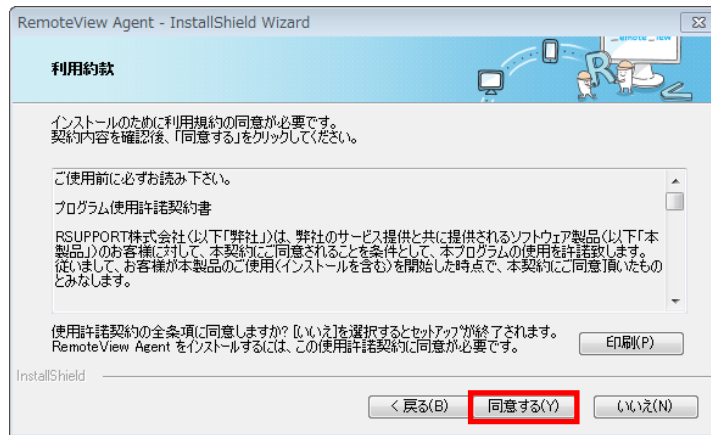 RemoteView Agent - InstallShield Wizard
利用約款
インストールのために利用規約の同意が必要です。
契約内容を確認後、「同意する」をクリックしてください。
ご使用前に必ずお読み下さい。
プログラム使用許諾契約書
RSUPPORT株式会社(以下「弊社」)は、弊社のサービス提供と共に提供されるソフトウェア製品(以下「本
製品」)のお客様に対して、本契約にご同意されることを条件として、本プログラムの使用を許諾致します。
従いまして、お客様が本製品のご使用(インストールを含む)を開始した時点で、本契約にご同意頂いたもの
とみなします。
使用許諾契約の全条項に同意しますか? [いいえ]を選択するとセットアップが終了されます。
RemoteView Agent をインストールするには、この使用許諾契約に同意が必要です。
印刷(P)
InstallShield
< 戻る(B)
同意する(Y)
いいえ(N)